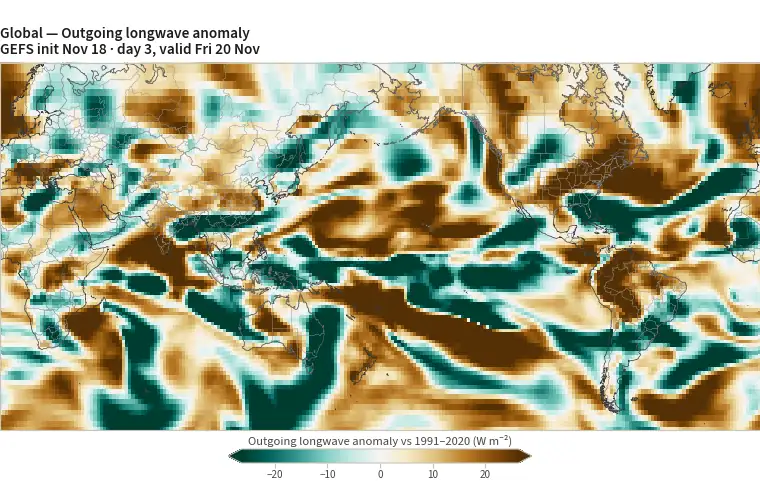 Global — Outgoing longwave anomaly
GEFS init Nov 18 · day 3, valid Fri 20 Nov
Outgoing longwave anomaly vs 1991–2020 (W m⁻²)
−20 −10 0 10 20